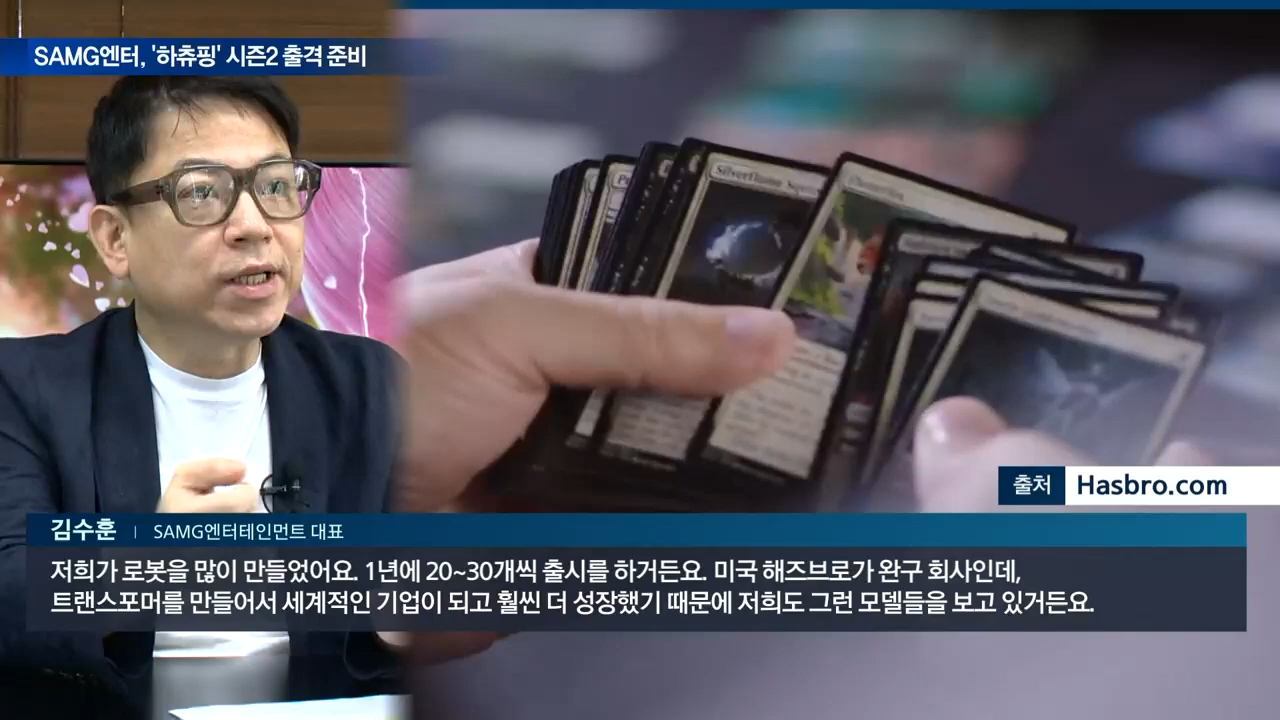 SAMG엔터, '하츄핑' 시즌2 출격 준비
출처 Hasbro.com
김수훈 | SAMG엔터테인먼트 대표
저희가 로봇을 많이 만들었어요. 1년에 20~30개씩 출시를 하거든요. 미국 해즈브로가 완구 회사인데,
트랜스포머를 만들어서 세계적인 기업이 되고 훨씬 더 성장했기 때문에 저희도 그런 모델들을 보고 있거든요.